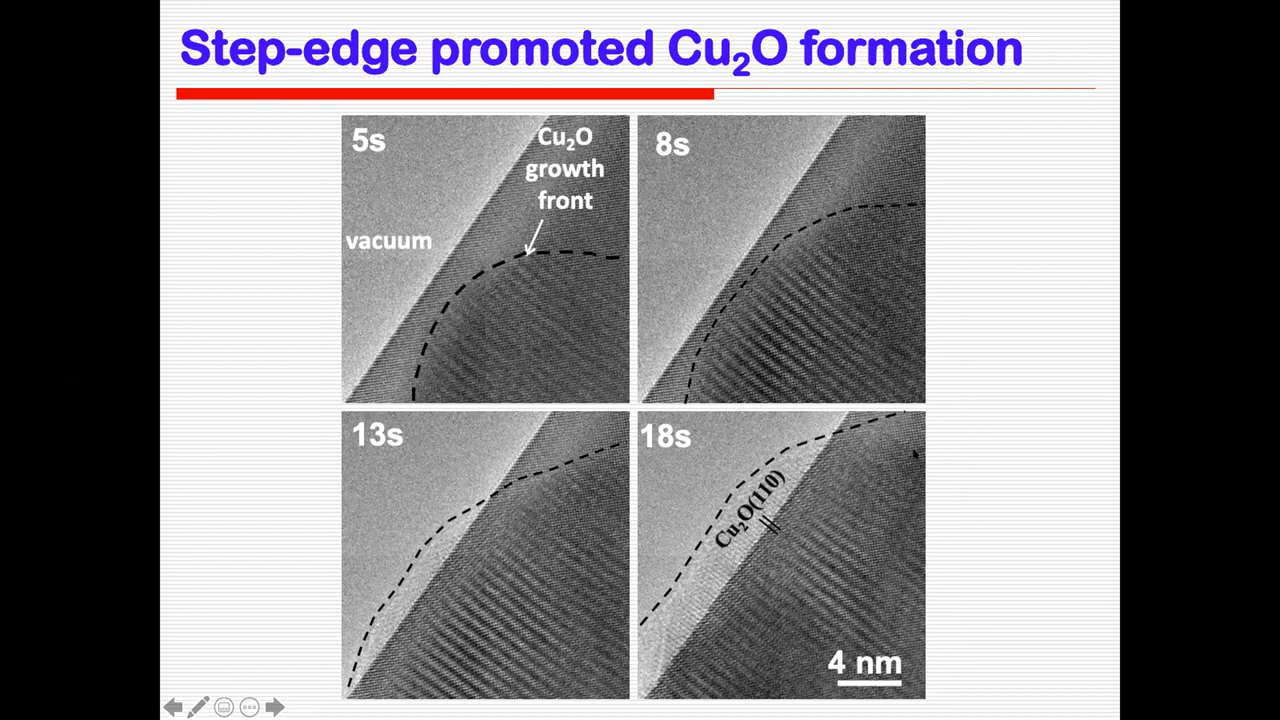 Step-edge promoted Cu₂O formation
5s
Cu₂O
growth
front
vacuum
8s
13s
18s
Cu₂O(110)
4 nm